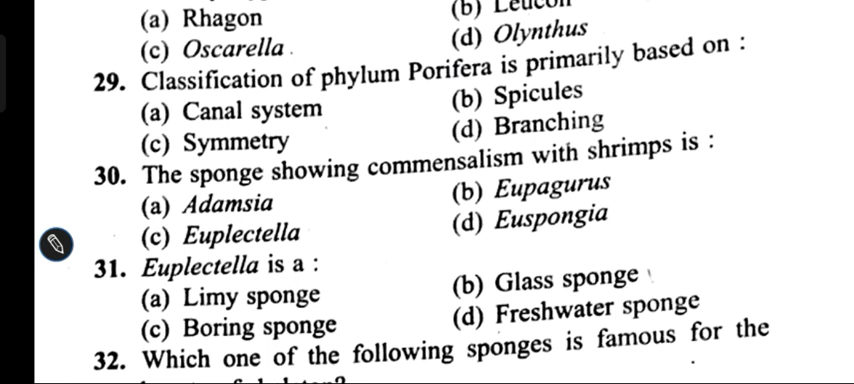 (a) Rhagon (b) Leucon
(c) Oscarella . (d) Olynthus
29. Classification of phylum Porifera is primarily based on :
(a) Canal system (b) Spicules
(c) Symmetry (d) Branching
30. The sponge showing commensalism with shrimps is :
(a) Adamsia (b) Eupagurus
(c) Euplectella (d) Euspongia
31. Euplectella is a :
(a) Limy sponge (b) Glass sponge
(c) Boring sponge (d) Freshwater sponge
32. Which one of the following sponges is famous for the